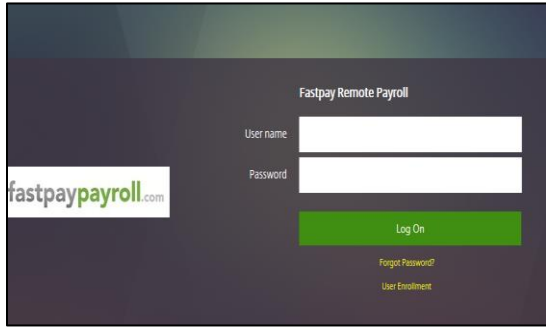 Fastpay Remote Payroll
User name
Password
fastpaypayroll.com
Log On
Forgot Password?
User Enrollment